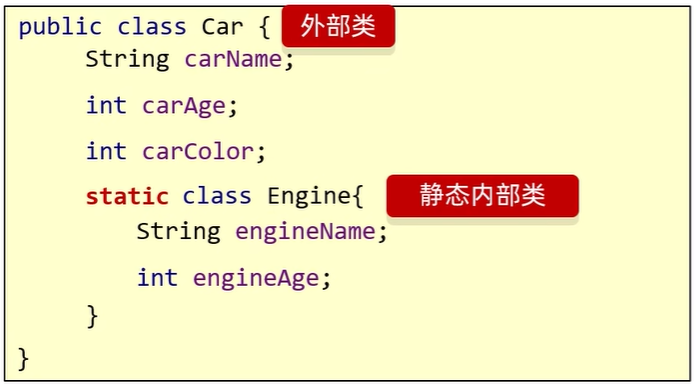 public class Car { 外部类
String carName;
int carAge;
int carColor;
static class Engine{ 静态内部类
String engineName;
int engineAge;
}
}